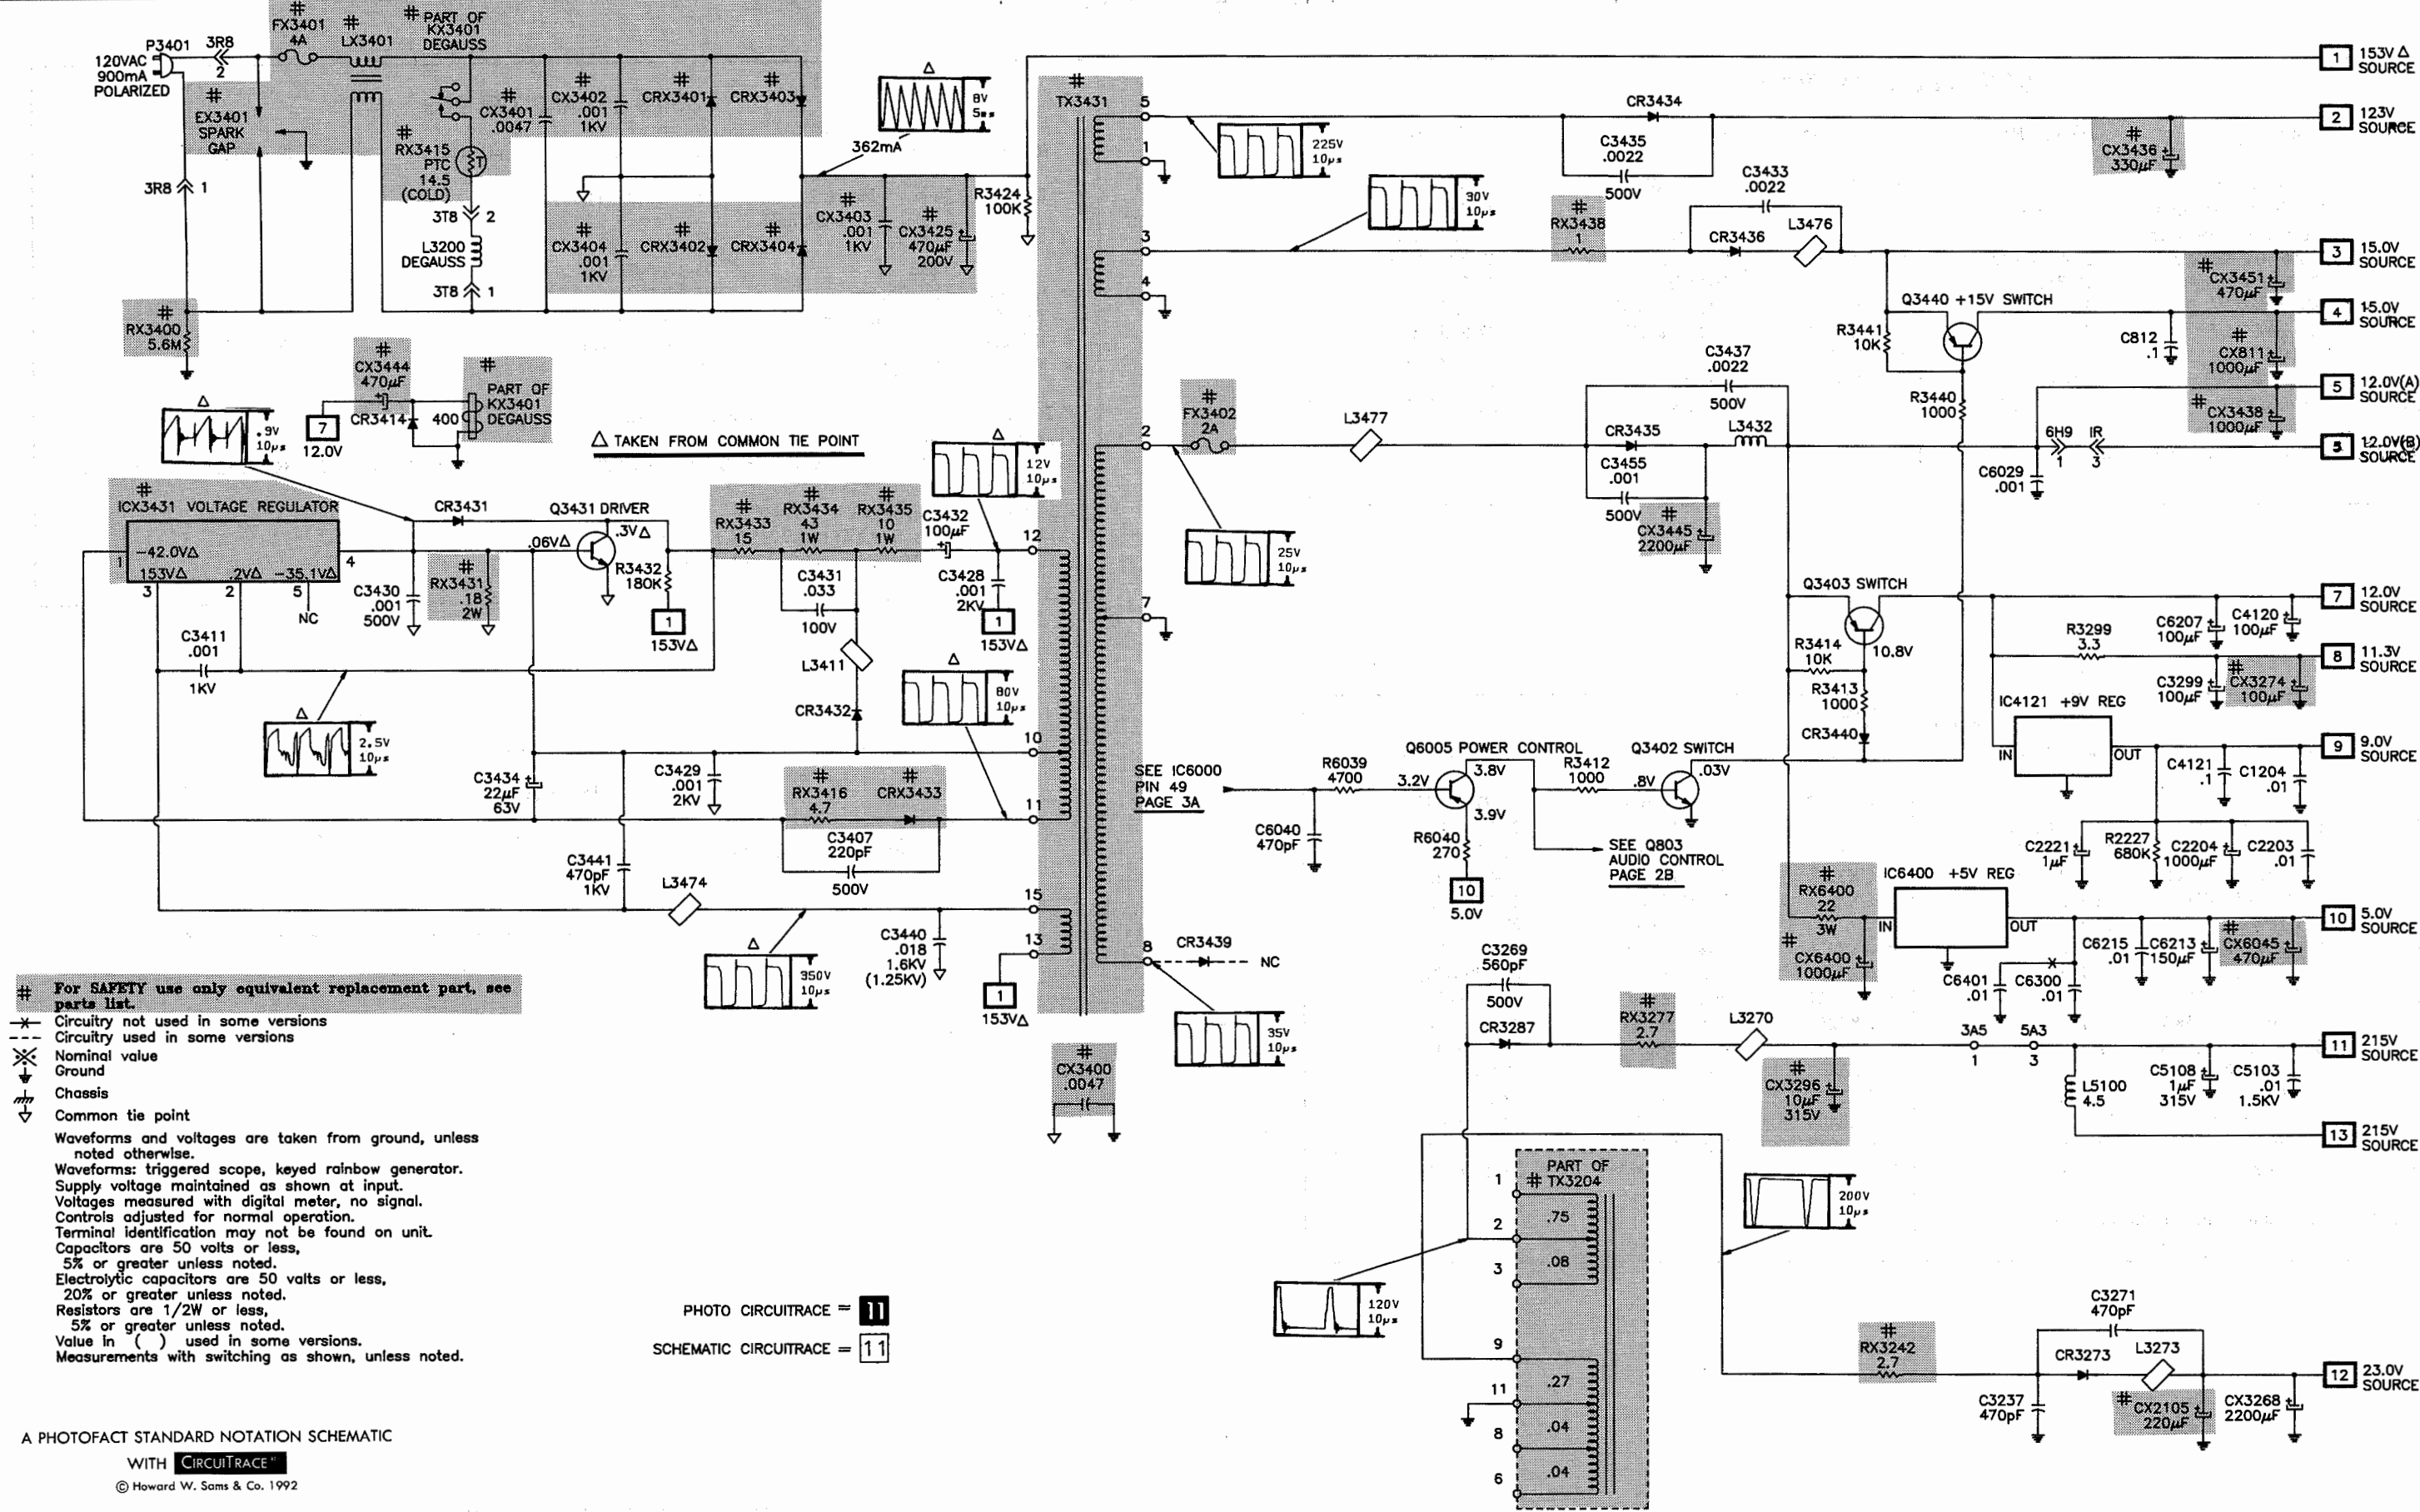 #
FX3401
4A
#
LX3401
# PART OF
KX3401
DEGAUSS
P3401
3R8
2
120VAC
900mA
POLARIZED
#
EX3401
SPARK
GAP
3R8
1
#
RX3400
5.6M
#
RX3415
PTC
14.5
(COLD)
T
3T8
2
L3200
DEGAUSS
3T8
1
#
CX3401
.0047
#
CX3402
.001
1KV
#
CRX3401
#
CRX3403
#
CX3404
.001
1KV
#
CRX3402
#
CRX3404
△
8V
362mA
#
CX3403
.001
1KV
#
CX3425
470µF
200V
R3424
100K
#
TX3431
5
1
3
4
2
7
8
12
10
11
15
13
1
153V △
SOURCE
CR3434
C3435
.0022
500V
225V
10µs
#
CX3436
330µF
2
123V
SOURCE
90V
10µs
#
RX3438
1
C3433
.0022
CR3436
L3476
3
15.0V
SOURCE
#
CX3451
470µF
Q3440 +15V SWITCH
R3441
10K
C812
.1
#
CX811
1000µF
4
15.0V
SOURCE
R3440
1000
#
CX3438
1000µF
5
12.0V(A)
SOURCE
6H9
1
IR
3
C6029
.001
12.0V(B)
SOURCE
#
FX3402
2A
L3477
C3437
.0022
500V
CR3435
L3432
C3455
.001
500V
#
CX3445
2200µF
25V
10µs
#
CX3444
470µF
7
12.0V
CR3414
400
#
PART OF
KX3401
DEGAUSS
△ TAKEN FROM COMMON TIE POINT
△
.9V
10µs
#
ICX3431 VOLTAGE REGULATOR
-42.0V△
153V△
.2V△
-35.1V△
1
3
2
5
4
NC
CR3431
Q3431 DRIVER
.06V△
.3V△
C3430
.001
500V
#
RX3431
.18
2W
R3432
180K
1
153V△
#
RX3433
15
#
RX3434
43
1W
#
RX3435
10
1W
C3432
100µF
△
12V
10µs
C3431
.033
100V
C3428
.001
2KV
1
153V△
L3411
CR3432
△
80V
10µs
C3411
.001
1KV
△
2.5V
10µs
C3434
22µF
63V
C3429
.001
2KV
#
RX3416
4.7
#
CRX3433
C3407
220pF
500V
C3441
470pF
1KV
L3474
△
950V
10µs
C3440
.018
1.6KV
(1.25KV)
1
153V△
#
CX3400
.0047
Q3403 SWITCH
10.8V
R3414
10K
R3413
1000
CR3440
7
12.0V
SOURCE
C6207
100µF
C4120
100µF
R3299
3.3
8
11.3V
SOURCE
C3299
100µF
#
CX3274
100µF
IC4121 +9V REG
IN
OUT
9
9.0V
SOURCE
C4121
.1
C1204
.01
C2221
1µF
R2227
680K
C2204
1000µF
C2203
.01
SEE IC6000
PIN 49
PAGE 3A
R6039
4700
Q6005 POWER CONTROL
3.2V
3.8V
3.9V
C6040
470pF
R6040
270
10
5.0V
R3412
1000
Q3402 SWITCH
.8V
.03V
SEE Q803
AUDIO CONTROL
PAGE 2B
#
RX6400
22
3W
#
CX6400
1000µF
IC6400 +5V REG
IN
OUT
10
5.0V
SOURCE
C6401
.01
C6300
.01
C6215
.01
C6213
150µF
#
CX6045
470µF
CR3439
NC
35V
10µs
C3269
560pF
500V
CR3287
#
RX3277
2.7
L3270
#
CX3296
10µF
315V
3A5
1
5A3
3
L5100
4.5
C5108
1µF
315V
C5103
.01
1.5KV
11
215V
SOURCE
13
215V
SOURCE
PART OF
# TX3204
1
2
3
9
11
8
6
.75
.08
.27
.04
.04
120V
10µs
200V
10µs
#
RX3242
2.7
C3237
470pF
C3271
470pF
CR3273
L3273
#
CX2105
220µF
CX3268
2200µF
12
23.0V
SOURCE
# For SAFETY use only equivalent replacement part, see
parts list.
Circuitry not used in some versions
Circuitry used in some versions
Nominal value
Ground
Chassis
Common tie point
Waveforms and voltages are taken from ground, unless
noted otherwise.
Waveforms: triggered scope, keyed rainbow generator.
Supply voltage maintained as shown at input.
Voltages measured with digital meter, no signal.
Controls adjusted for normal operation.
Terminal identification may not be found on unit.
Capacitors are 50 volts or less,
5% or greater unless noted.
Electrolytic capacitors are 50 valts or less,
20% or greater unless noted.
Resistors are 1/2W or less,
5% or greater unless noted.
Value in ( ) used in some versions.
Measurements with switching as shown, unless noted.
PHOTO CIRCUITRACE = 11
SCHEMATIC CIRCUITRACE = 11
A PHOTOFACT STANDARD NOTATION SCHEMATIC
WITH CIRCUITRACE
© Howard W. Sams & Co. 1992